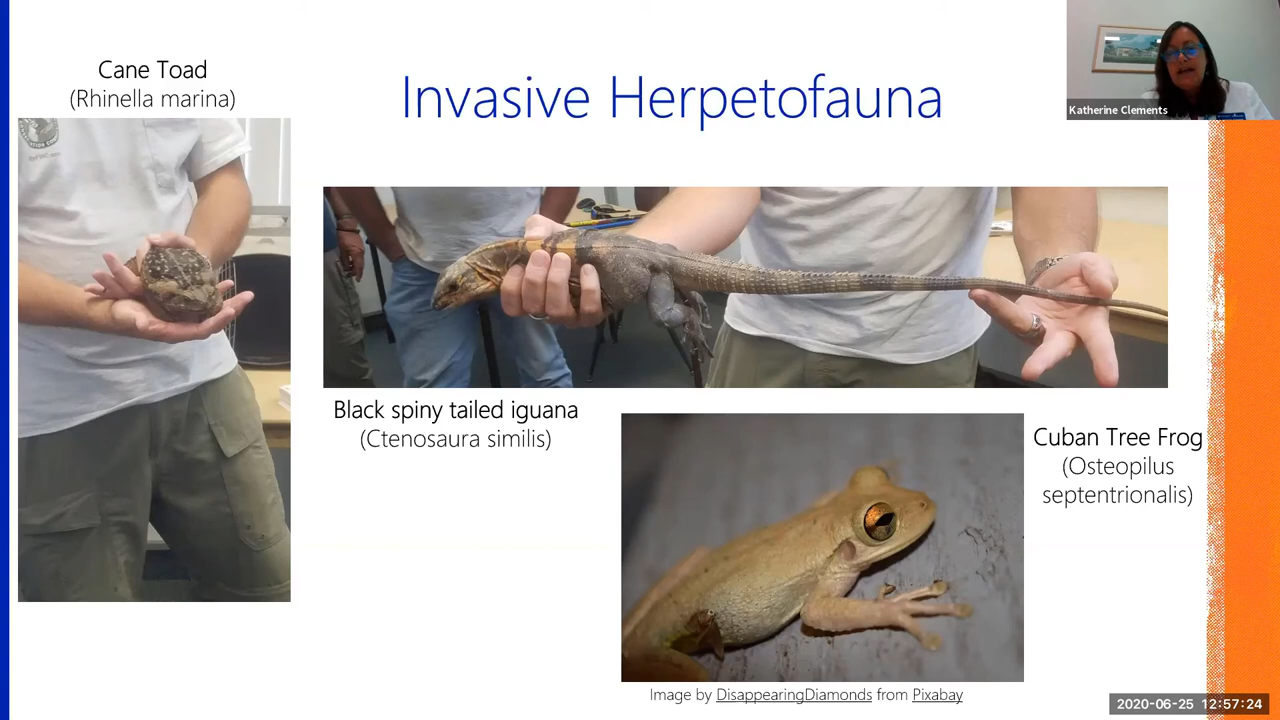 Cane Toad
(Rhinella marina)
Invasive Herpetofauna
Katherine Clements
Black spiny tailed iguana
(Ctenosaura similis)
Cuban Tree Frog
(Osteopilus
septentrionalis)
Image by DisappearingDiamonds from Pixabay
2020-06-25 12:57:24